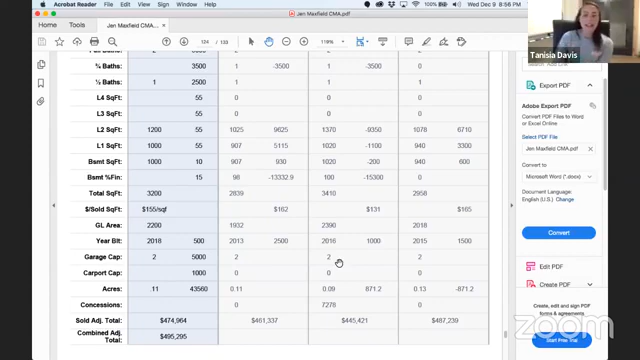 Acrobat Reader File Edit View Window Help
Wed Dec 9 8:56 PM
Jen Maxfield CMA.pdf
Home Tools Jen Maxfield CMA.pdf ×
124 / 133
118%
¾ Baths: 3500 1 -3500 1 -3500 0
½ Baths: 1 2500 1 1 1
L4 SqFt: 55 0 0 0
L3 SqFt: 55 0 0 0
L2 SqFt: 1200 55 1025 9625 1370 -9350 1078 6710
L1 SqFt: 1000 55 907 5115 1020 -1100 940 3300
Bsmt SqFt: 1000 10 907 930 1020 -200 940 600
Bsmt %Fin: 15 98 -13332.9 100 -15300 0
Total SqFt: 3200 2839 3410 2958
$/Sold SqFt: $155/sqf $162 $131 $165
GL Area: 2200 1932 2390 2018
Year Blt: 2018 500 2013 2500 2016 1000 2015 1500
Garage Cap: 2 5000 2 2 2
Carport Cap: 1000 0 0 0
Acres: .11 43560 0.11 0.09 871.2 0.13 -871.2
Concessions: 0 7278 0
Sold Adj. Total: $474,964 $461,337 $445,421 $487,239
Combined Adj. Total: $495,295
Tanisia Davis
Export PDF
Adobe Export PDF
Convert PDF Files to Word
or Excel Online
Select PDF File
Jen Maxfield CMA.pdf ×
Convert to
Microsoft Word (*.docx)
Document Language:
English (U.S.) Change
Convert
Edit PDF
Create PDF
Create, edit and sign PDF
forms & agreements
Start Free Trial
zoom